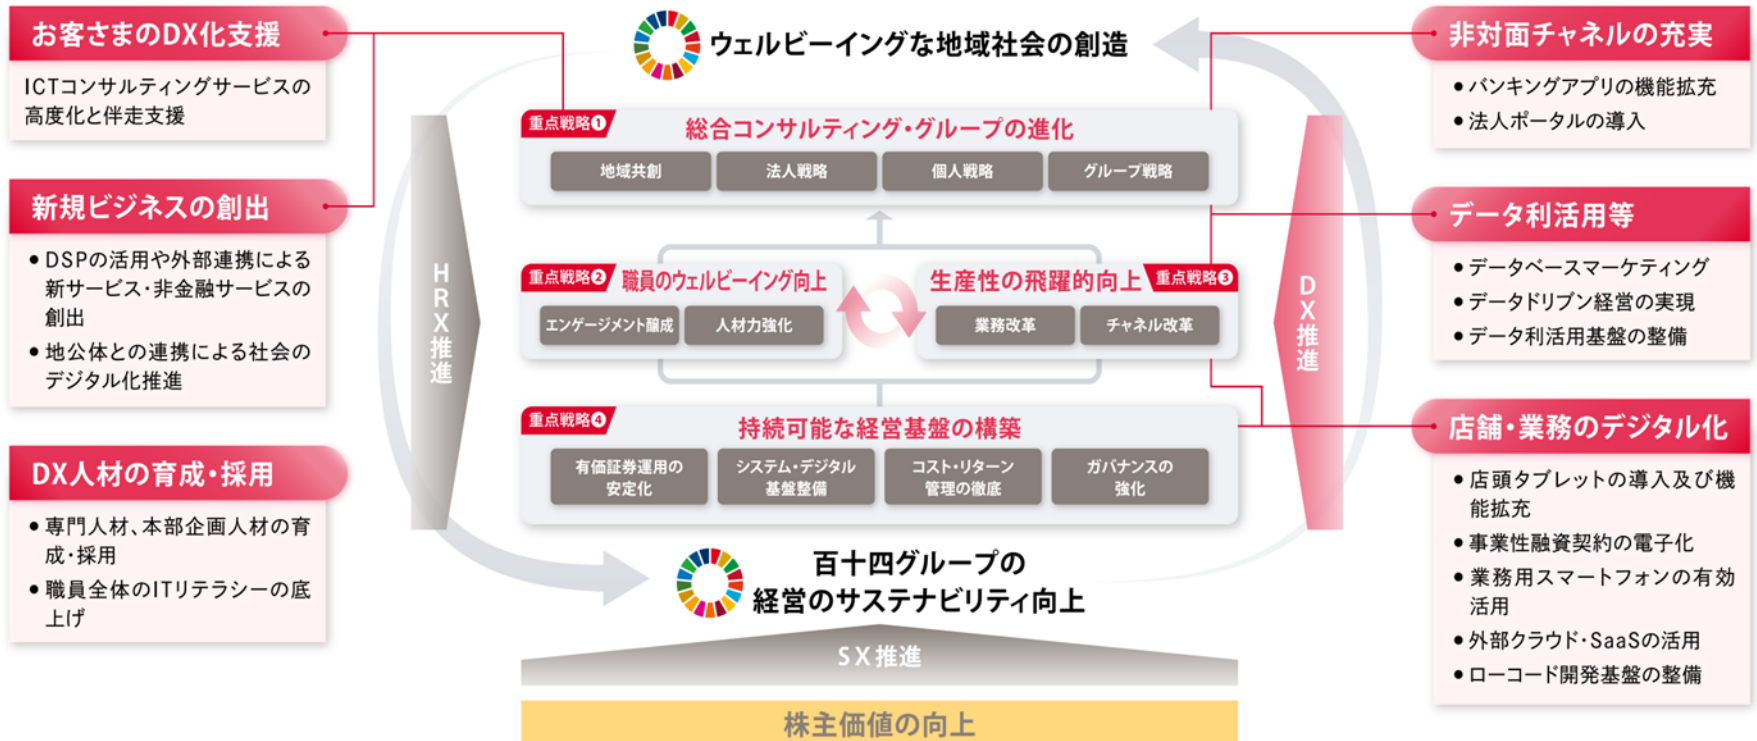 お客さまのDX化支援
ICTコンサルティングサービスの
高度化と伴走支援
新規ビジネスの創出
●DSPの活用や外部連携による
新サービス・非金融サービスの
創出
●地公体との連携による社会の
デジタル化推進
DX人材の育成・採用
●専門人材、本部企画人材の育
成・採用
●職員全体のITリテラシーの底
上げ
ウェルビーイングな地域社会の創造
HRX推進
重点戦略❶
総合コンサルティング・グループの進化
地域共創
法人戦略
個人戦略
グループ戦略
重点戦略❷
職員のウェルビーイング向上
エンゲージメント醸成
人材力強化
生産性の飛躍的向上
重点戦略❸
業務改革
チャネル改革
重点戦略❹
持続可能な経営基盤の構築
有価証券運用の
安定化
システム・デジタル
基盤整備
コスト・リターン
管理の徹底
ガバナンスの
強化
DX推進
百十四グループの
経営のサステナビリティ向上
SX推進
株主価値の向上
非対面チャネルの充実
●バンキングアプリの機能拡充
●法人ポータルの導入
データ利活用等
●データベースマーケティング
●データドリブン経営の実現
●データ利活用基盤の整備
店舗・業務のデジタル化
●店頭タブレットの導入及び機
能拡充
●事業性融資契約の電子化
●業務用スマートフォンの有効
活用
●外部クラウド・SaaSの活用
●ローコード開発基盤の整備